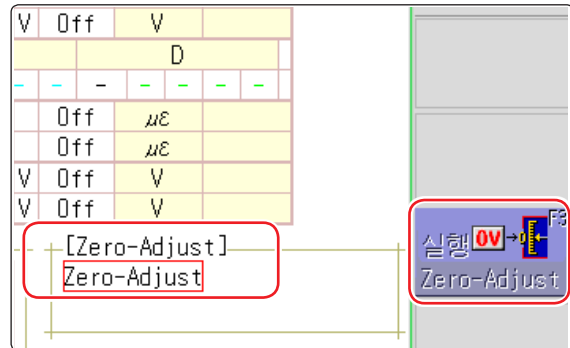 V Off V
D
- - - - - - -
Off με
Off με
V Off V
V Off V
[Zero-Adjust]
Zero-Adjust
F3
실행 0V
Zero-Adjust